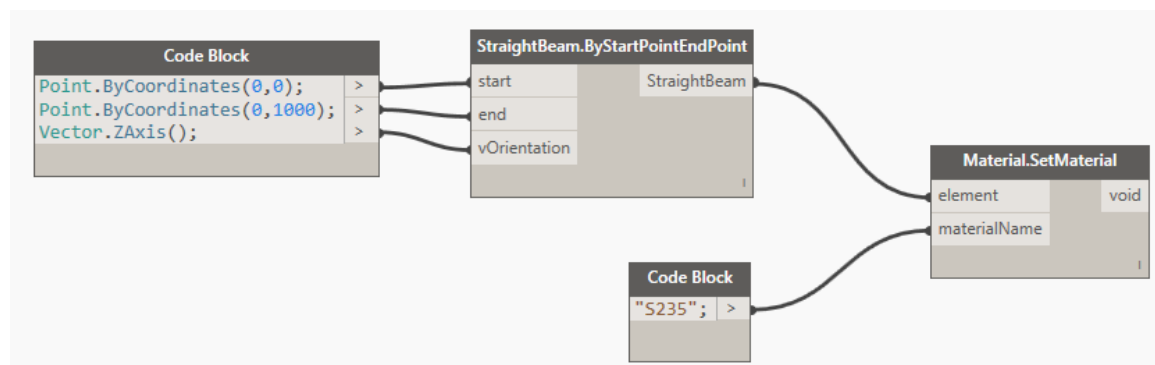 Code Block
Point.ByCoordinates(0,0); >
Point.ByCoordinates(0,1000); >
Vector.ZAxis(); >
StraightBeam.ByStartPointEndPoint
start StraightBeam
end
vOrientation
Material.SetMaterial
element void
materialName
Code Block
"S235"; >